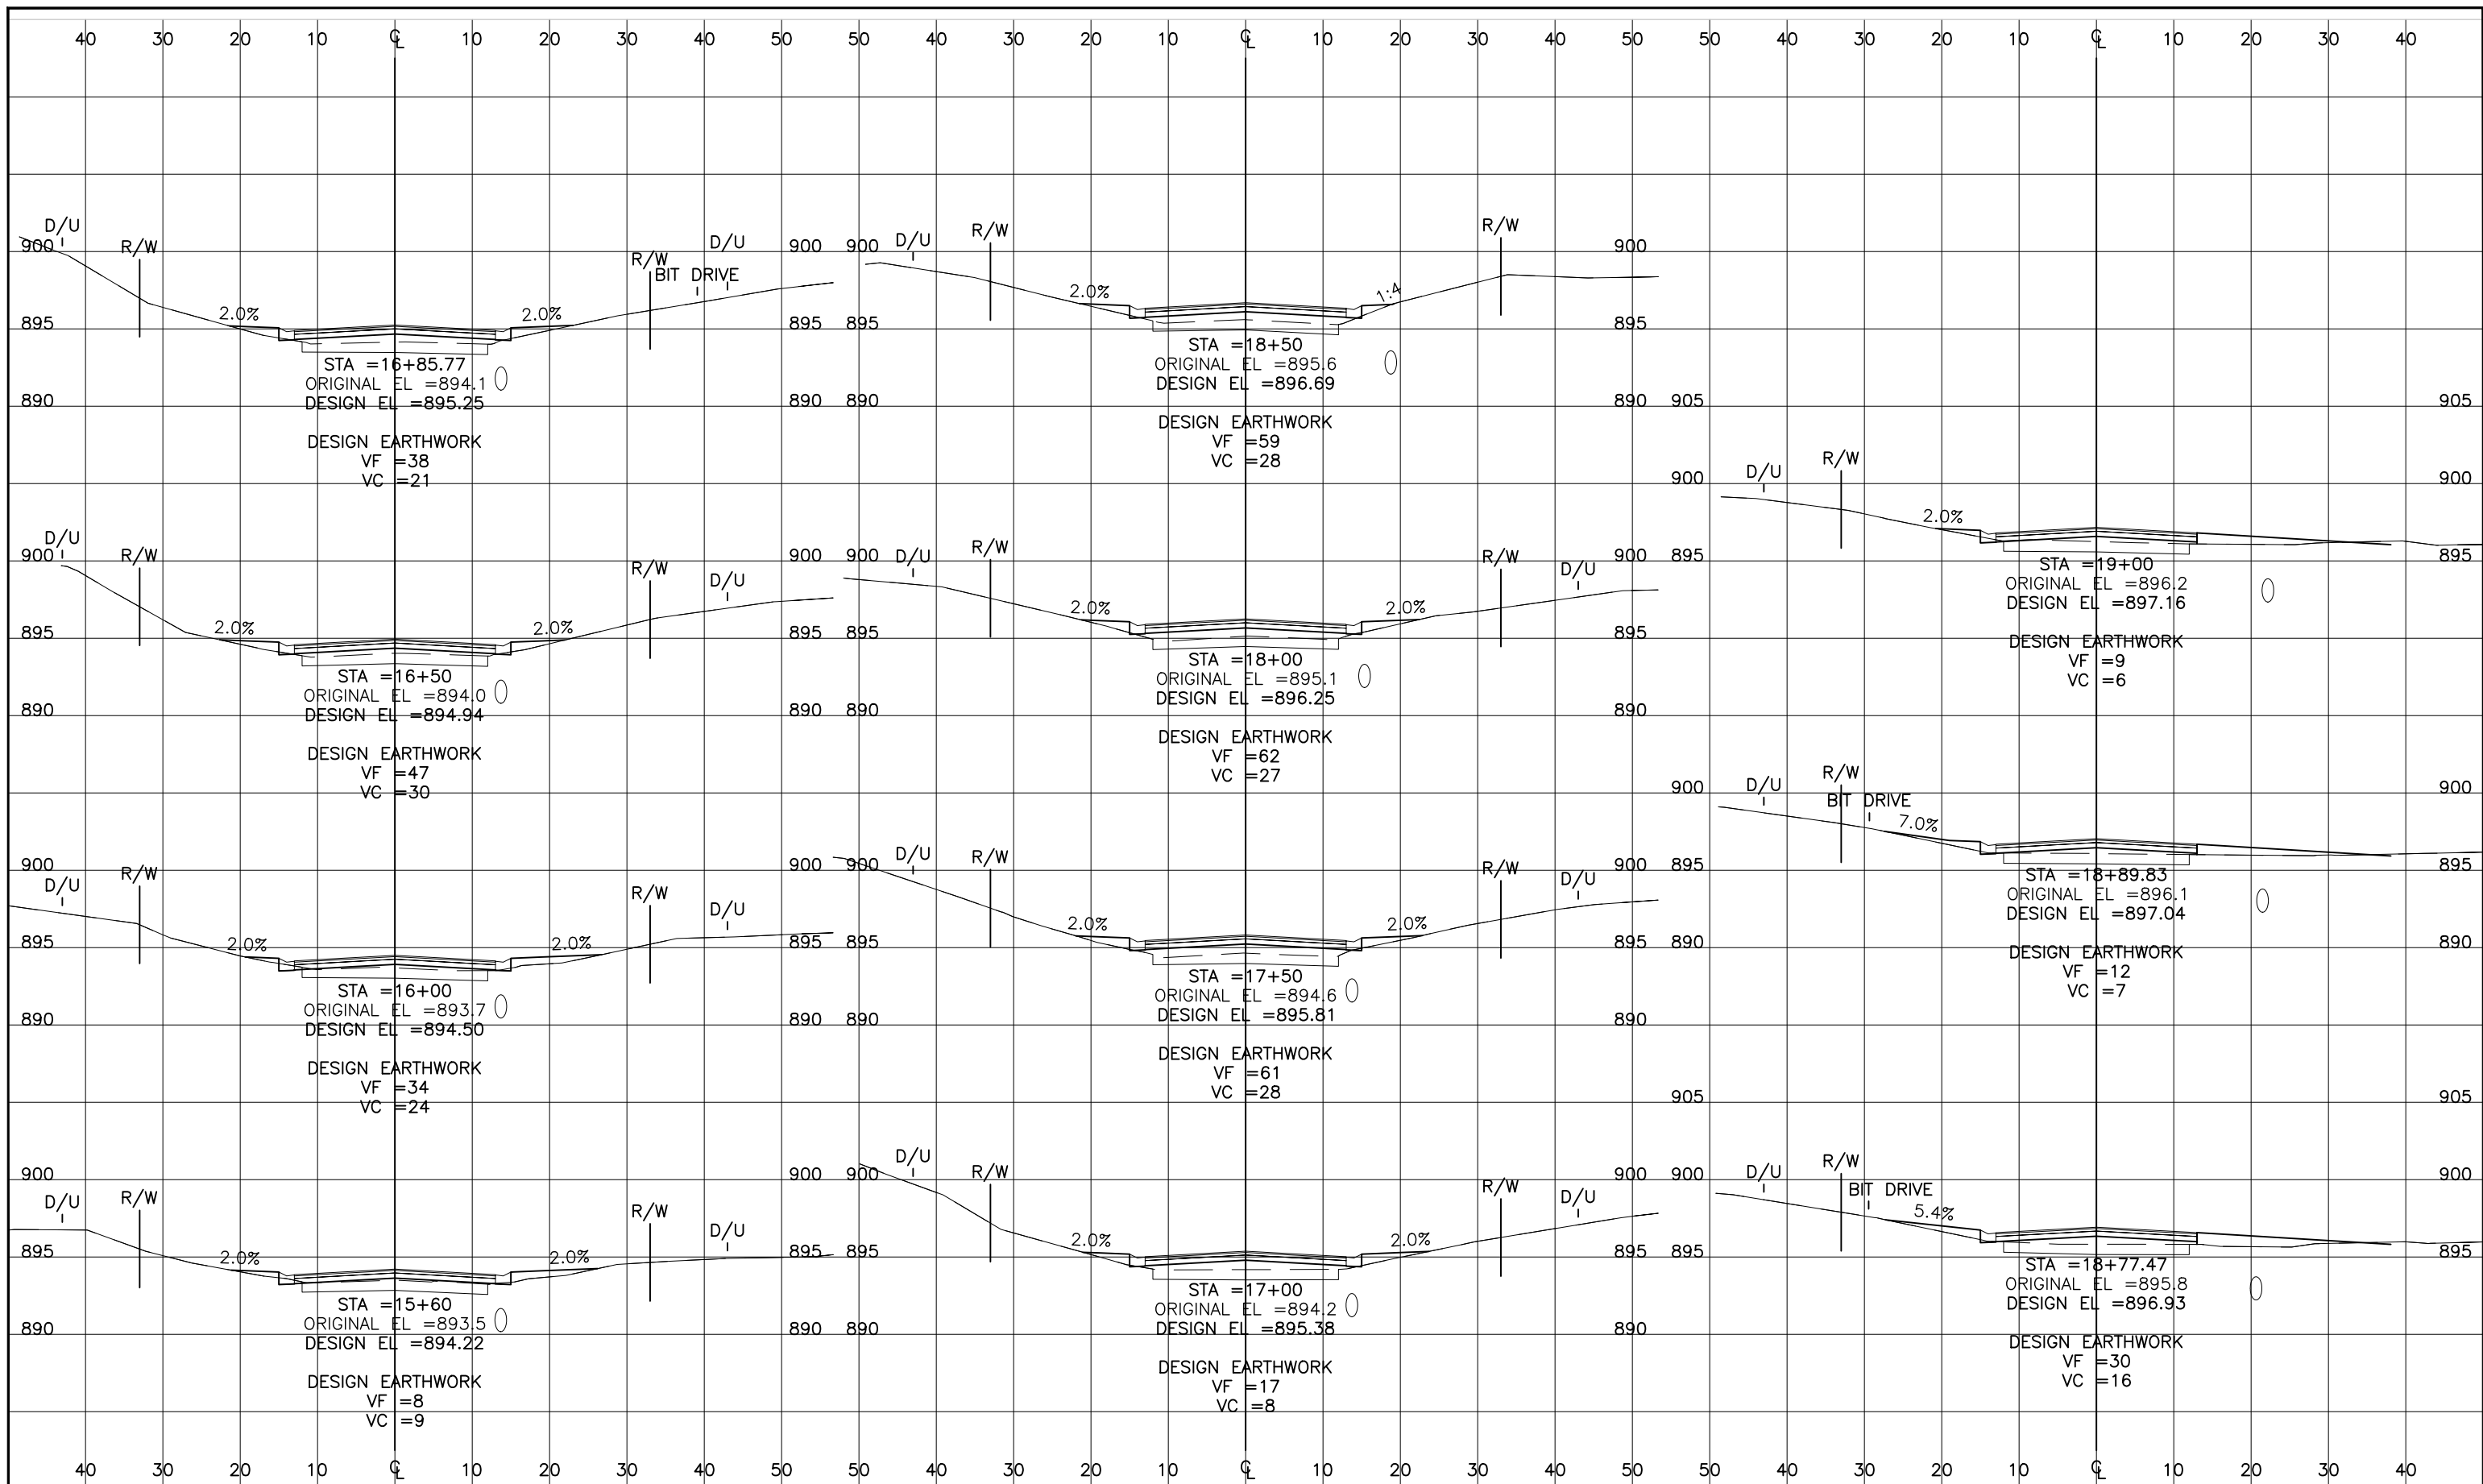 40 30 20 10 ℄ 10 20 30 40 50 50 40 30 20 10 ℄ 10 20 30 40 50 50 40 30 20 10 ℄ 10 20 30 40
D/U
R/W
900
2.0%
2.0%
R/W
BIT DRIVE
D/U
900
895
895
STA =16+85.77
ORIGINAL EL =894.1
DESIGN EL =895.25
890
890
DESIGN EARTHWORK
VF =38
VC =21
D/U
R/W
900
2.0%
2.0%
R/W
D/U
900
895
895
STA =16+50
ORIGINAL EL =894.0
DESIGN EL =894.94
890
890
DESIGN EARTHWORK
VF =47
VC =30
900
D/U
R/W
2.0%
2.0%
R/W
D/U
900
895
895
STA =16+00
ORIGINAL EL =893.7
DESIGN EL =894.50
890
890
DESIGN EARTHWORK
VF =34
VC =24
900
D/U
R/W
2.0%
2.0%
R/W
D/U
900
895
895
STA =15+60
ORIGINAL EL =893.5
DESIGN EL =894.22
890
890
DESIGN EARTHWORK
VF =8
VC =9
900
D/U
R/W
2.0%
1:4
R/W
900
895
895
STA =18+50
ORIGINAL EL =895.6
DESIGN EL =896.69
890
890
DESIGN EARTHWORK
VF =59
VC =28
900
D/U
R/W
2.0%
2.0%
R/W
D/U
900
895
895
STA =18+00
ORIGINAL EL =895.1
DESIGN EL =896.25
890
890
DESIGN EARTHWORK
VF =62
VC =27
900
D/U
R/W
2.0%
2.0%
R/W
D/U
900
895
895
STA =17+50
ORIGINAL EL =894.6
DESIGN EL =895.81
890
890
DESIGN EARTHWORK
VF =61
VC =28
900
D/U
R/W
2.0%
2.0%
R/W
D/U
900
895
895
STA =17+00
ORIGINAL EL =894.2
DESIGN EL =895.38
890
890
DESIGN EARTHWORK
VF =17
VC =8
905
905
900
D/U
R/W
2.0%
900
895
895
STA =19+00
ORIGINAL EL =896.2
DESIGN EL =897.16
DESIGN EARTHWORK
VF =9
VC =6
900
D/U
R/W
BIT DRIVE
7.0%
900
895
895
STA =18+89.83
ORIGINAL EL =896.1
DESIGN EL =897.04
890
890
DESIGN EARTHWORK
VF =12
VC =7
905
905
900
D/U
R/W
BIT DRIVE
5.4%
900
895
895
STA =18+77.47
ORIGINAL EL =895.8
DESIGN EL =896.93
DESIGN EARTHWORK
VF =30
VC =16
40 30 20 10 ℄ 10 20 30 40 50 50 40 30 20 10 ℄ 10 20 30 40 50 50 40 30 20 10 ℄ 10 20 30 40